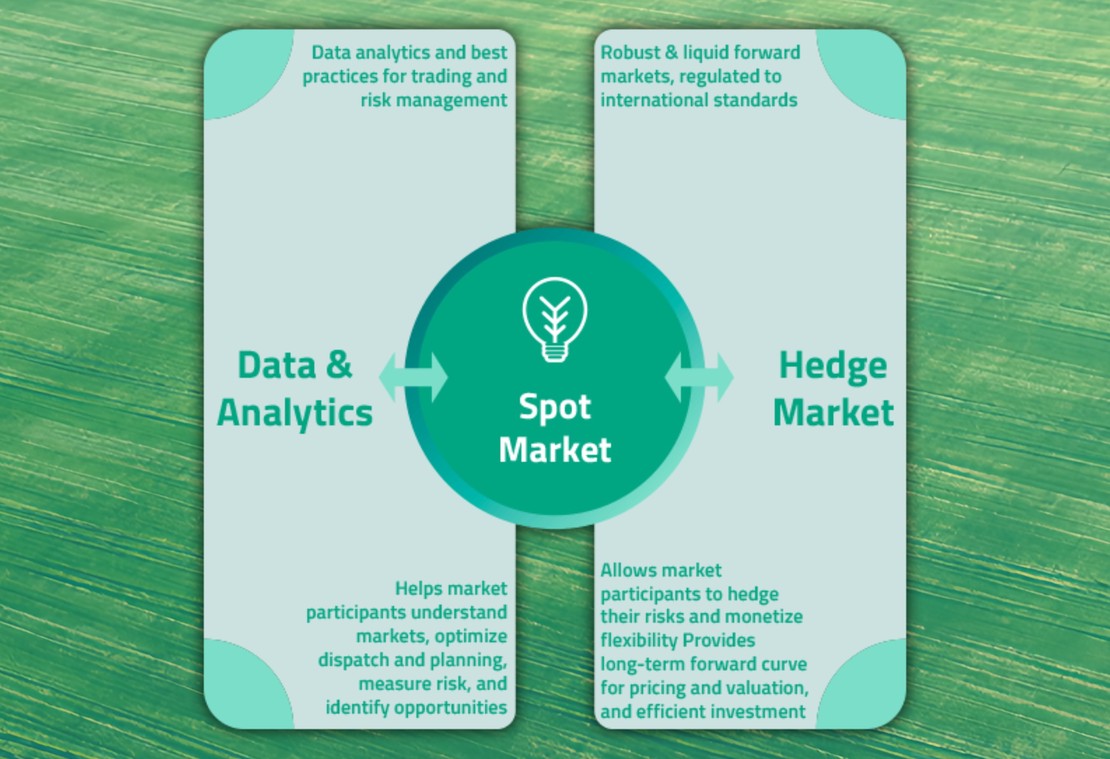 Data analytics and best
practices for trading and
risk management
Data &
Analytics
Helps market
participants understand
markets, optimize
dispatch and planning,
measure risk, and
identify opportunities
Spot
Market
Robust & liquid forward
markets, regulated to
international standards
Hedge
Market
Allows market
participants to hedge
their risks and monetize
flexibility Provides
long-term forward curve
for pricing and valuation,
and efficient investment